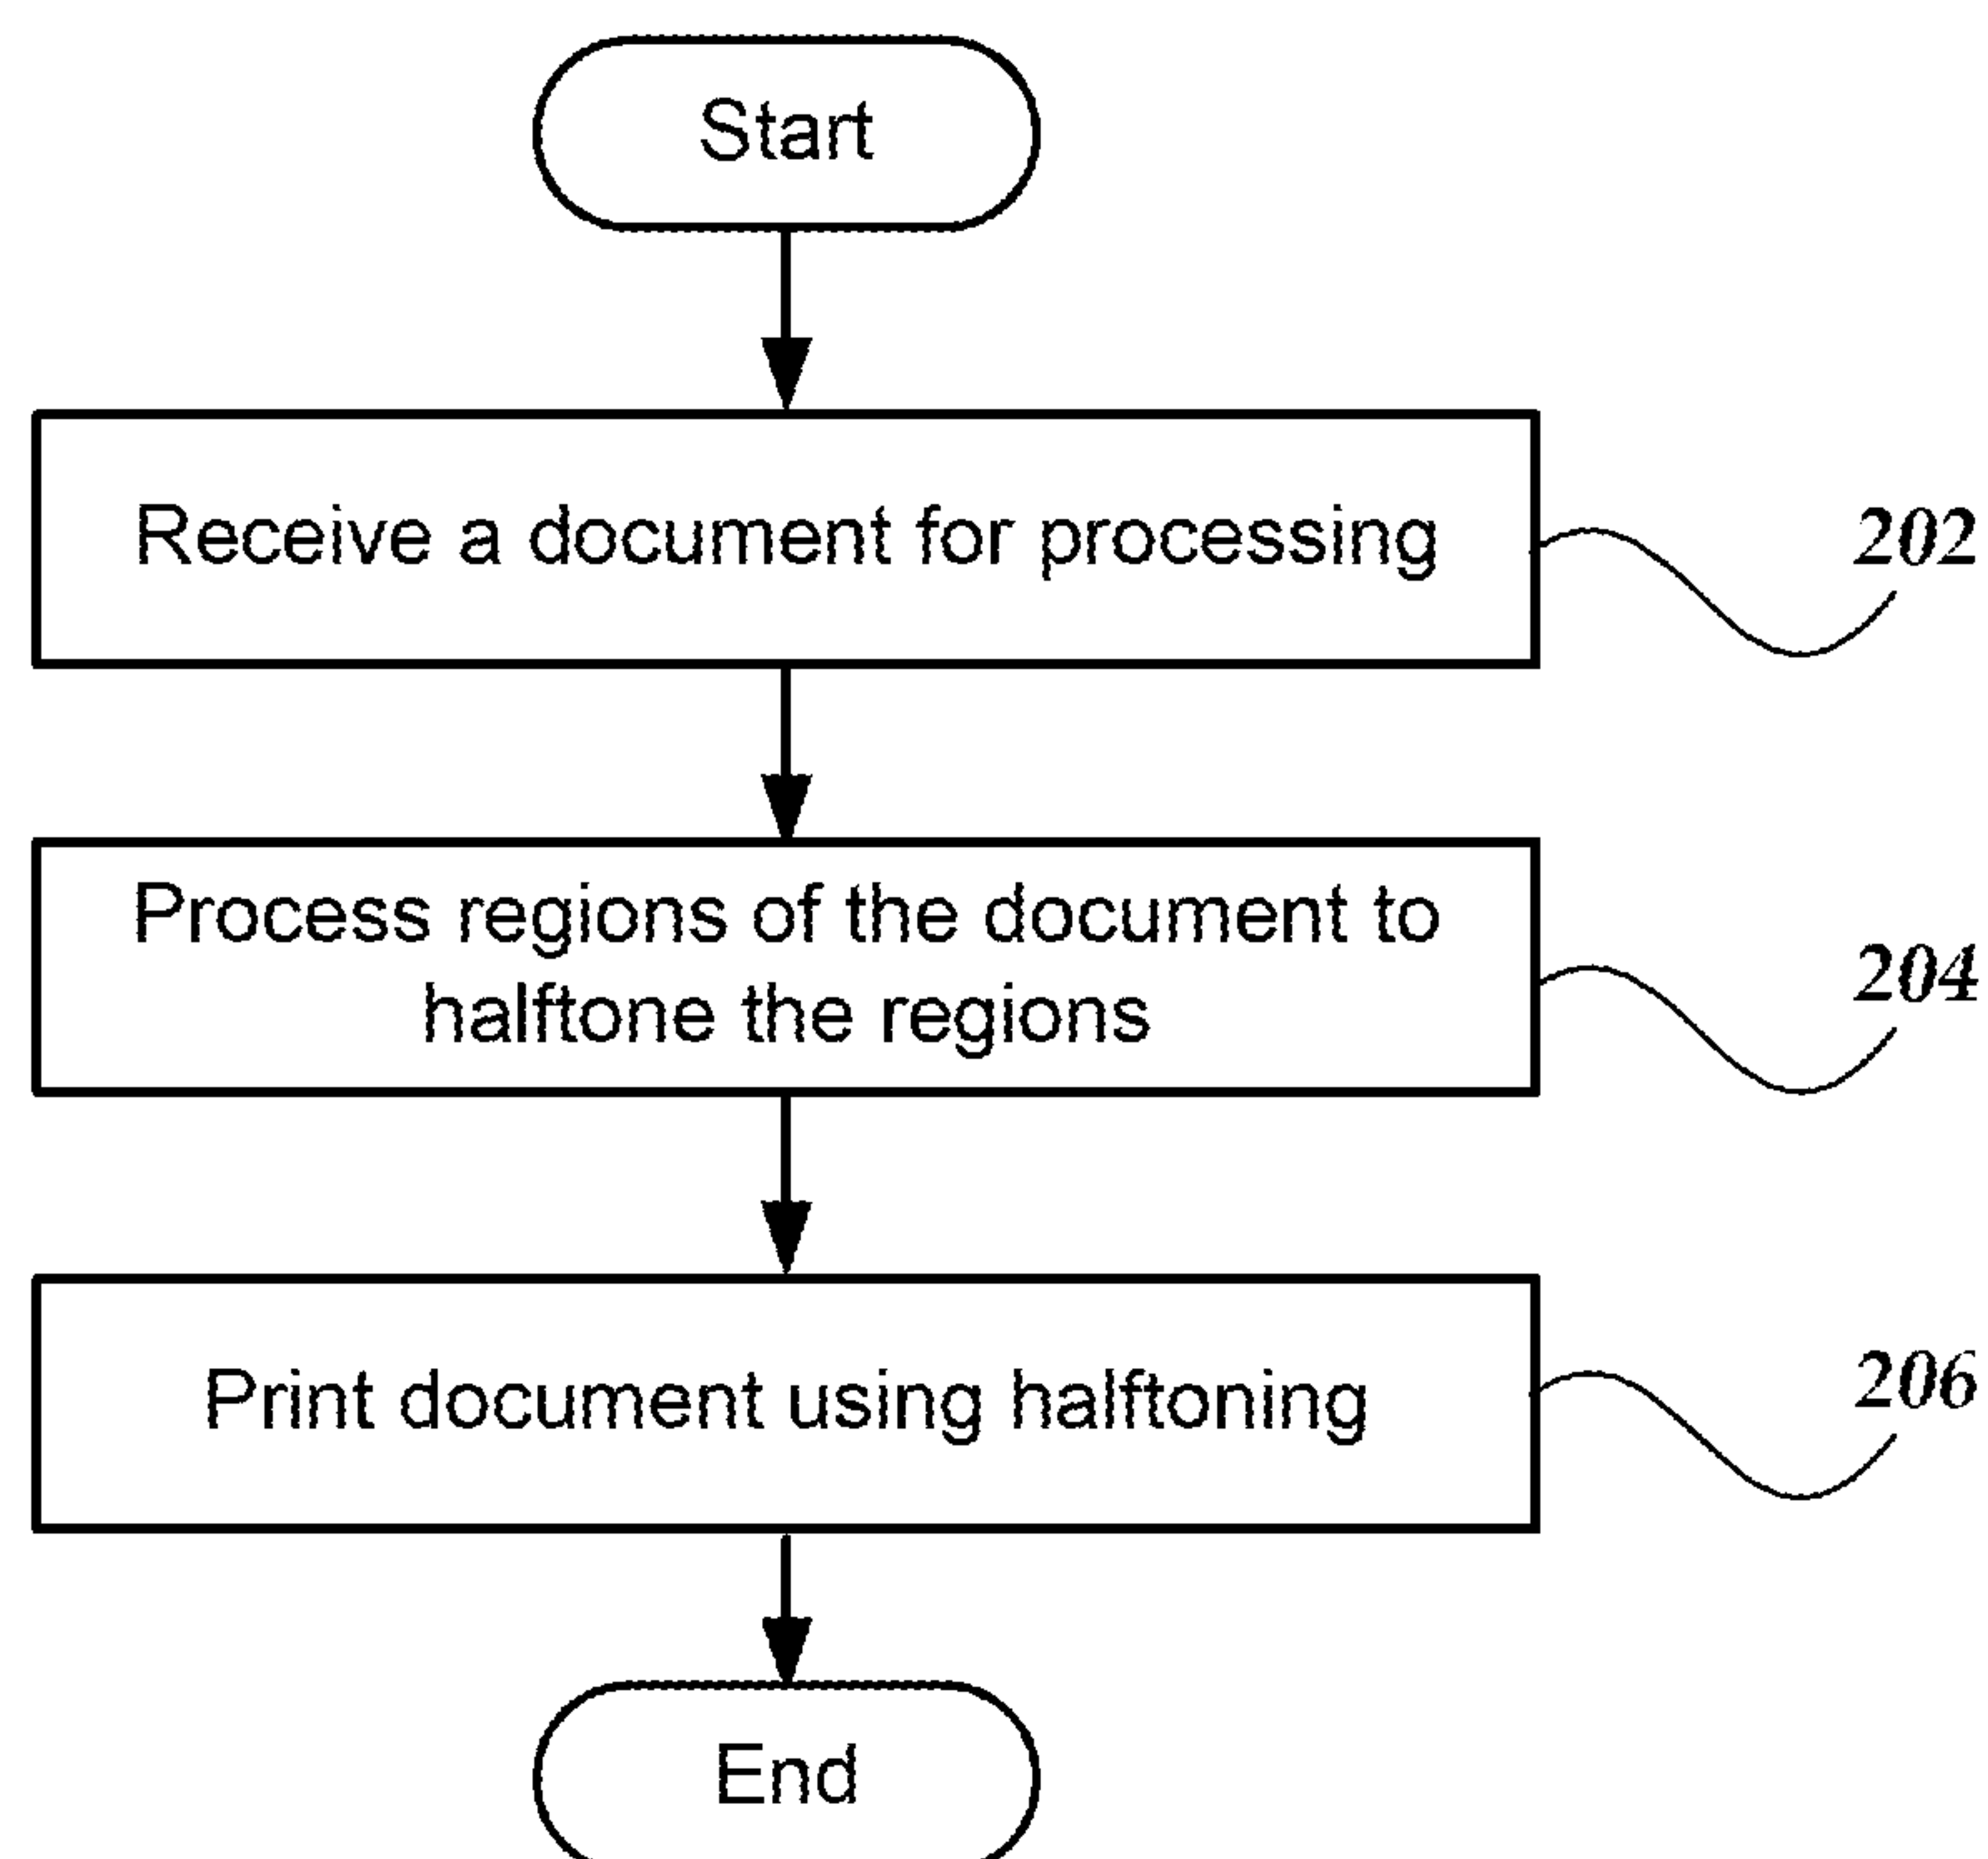 Start
Receive a document for processing
202
Process regions of the document to
halftone the regions
204
Print document using halftoning
206
End